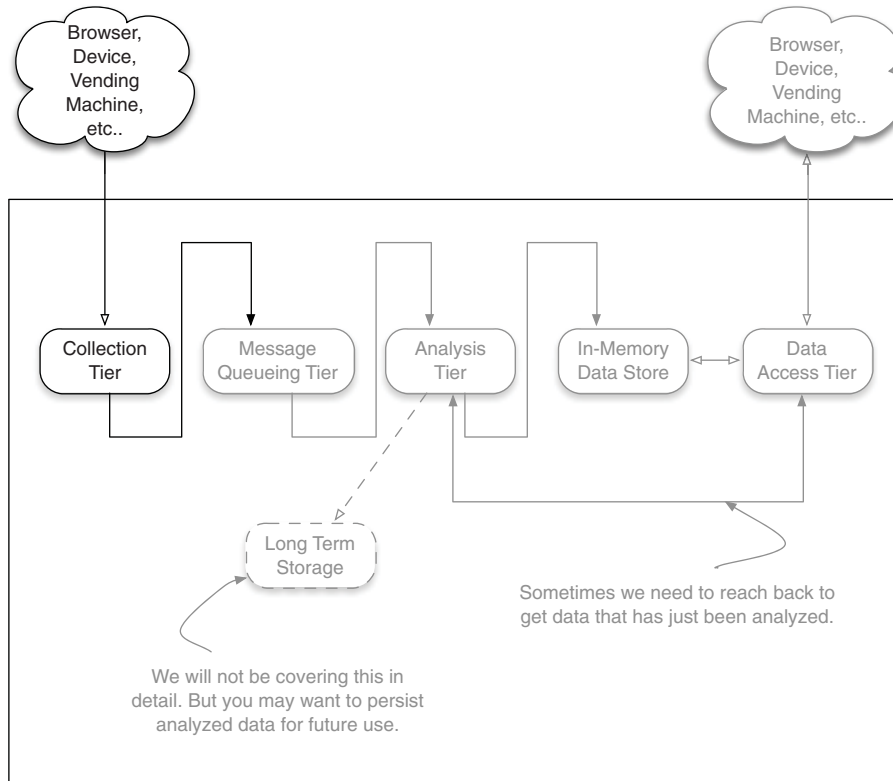 Browser,
Device,
Vending
Machine,
etc..
Browser,
Device,
Vending
Machine, etc..
Collection
Tier
Message
Queueing Tier
Analysis
Tier
In-Memory
Data Store
Data
Access Tier
Long Term
Storage
Sometimes we need to reach back to
get data that has just been analyzed.
We will not be covering this in
detail. But you may want to persist
analyzed data for future use.